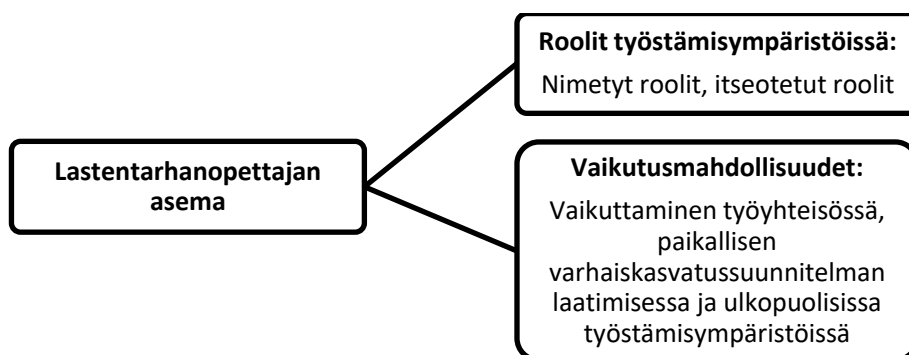 Lastentarhanopettajan
asema
Roolit työstämisympäristöissä:
Nimetyt roolit, itseotetut roolit
Vaikutusmahdollisuudet:
Vaikuttaminen työyhteisössä,
paikallisen
varhaiskasvatussuunnitelman
laatimisessa ja ulkopuolisissa
työstämisympäristöissä